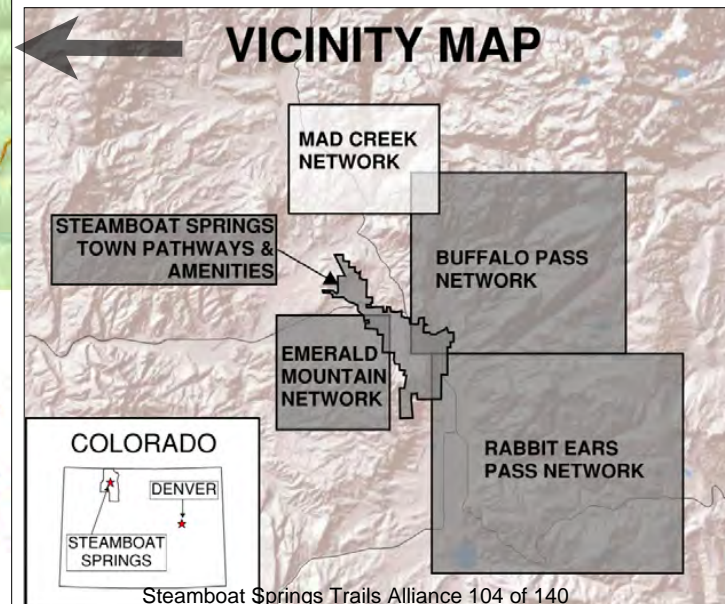 VICINITY MAP
MAD CREEK
NETWORK
STEAMBOAT SPRINGS
TOWN PATHWAYS &
AMENITIES
BUFFALO PASS
NETWORK
EMERALD
MOUNTAIN
NETWORK
RABBIT EARS
PASS NETWORK
COLORADO
DENVER
STEAMBOAT
SPRINGS
Steamboat Springs Trails Alliance 104 of 140